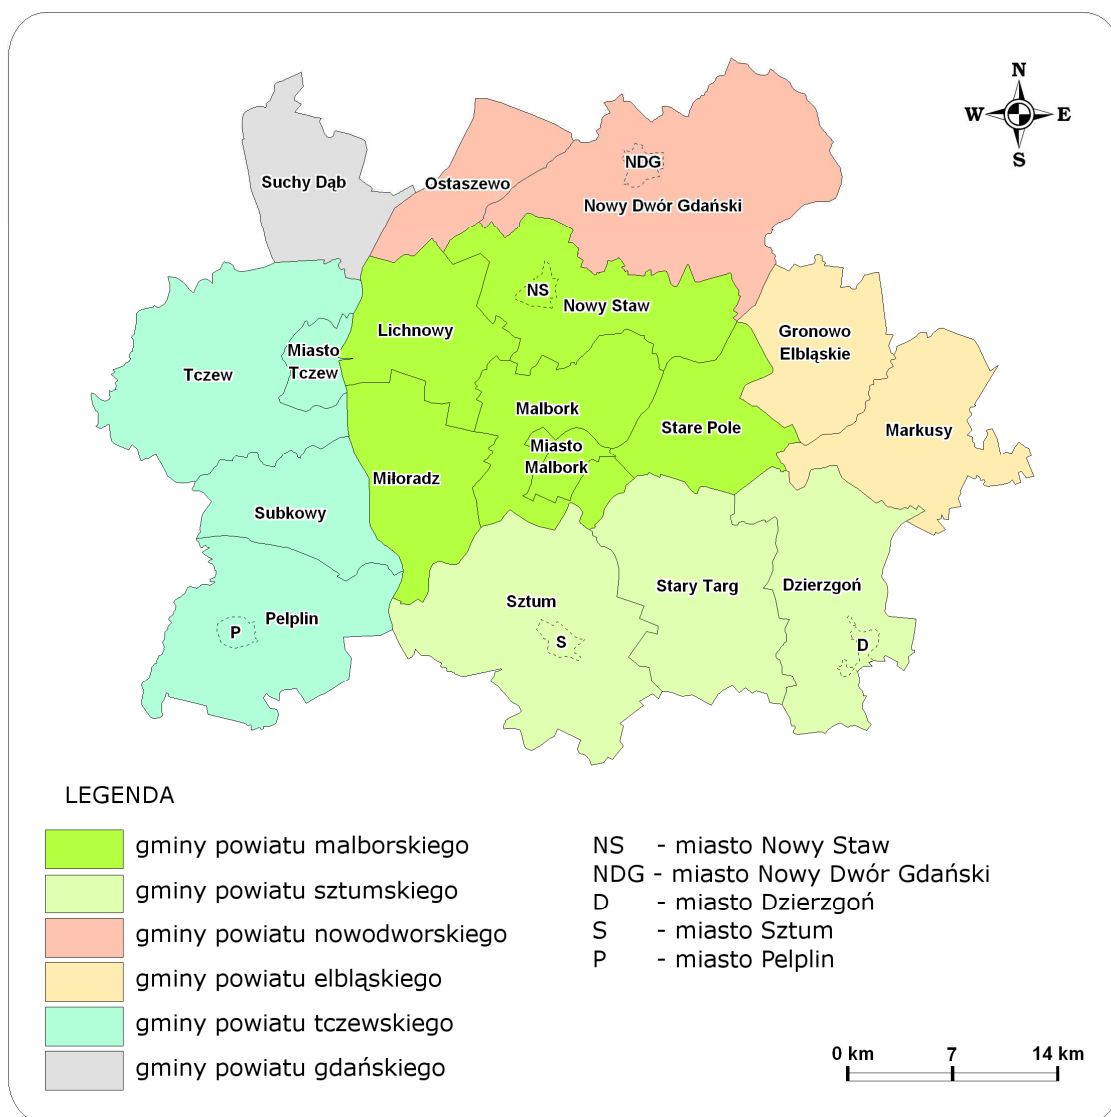 N
W E
S
NDG
Suchy Dąb
Ostaszewo
Nowy Dwór Gdański
NS
Nowy Staw
Lichnowy
Gronowo
Elbląskie
Miasto
Tczew
Tczew
Malbork
Stare Pole
Markusy
Miasto
Malbork
Miłoradz
Subkowy
Stary Targ
Dzierzgoń
Sztum
Pelplin
P
S
D
LEGENDA
gminy powiatu malborskiego
gminy powiatu sztumskiego
gminy powiatu nowodworskiego
gminy powiatu elbląskiego
gminy powiatu tczewskiego
gminy powiatu gdańskiego
NS - miasto Nowy Staw
NDG - miasto Nowy Dwór Gdański
D - miasto Dzierzgoń
S - miasto Sztum
P - miasto Pelplin
0 km 7 14 km